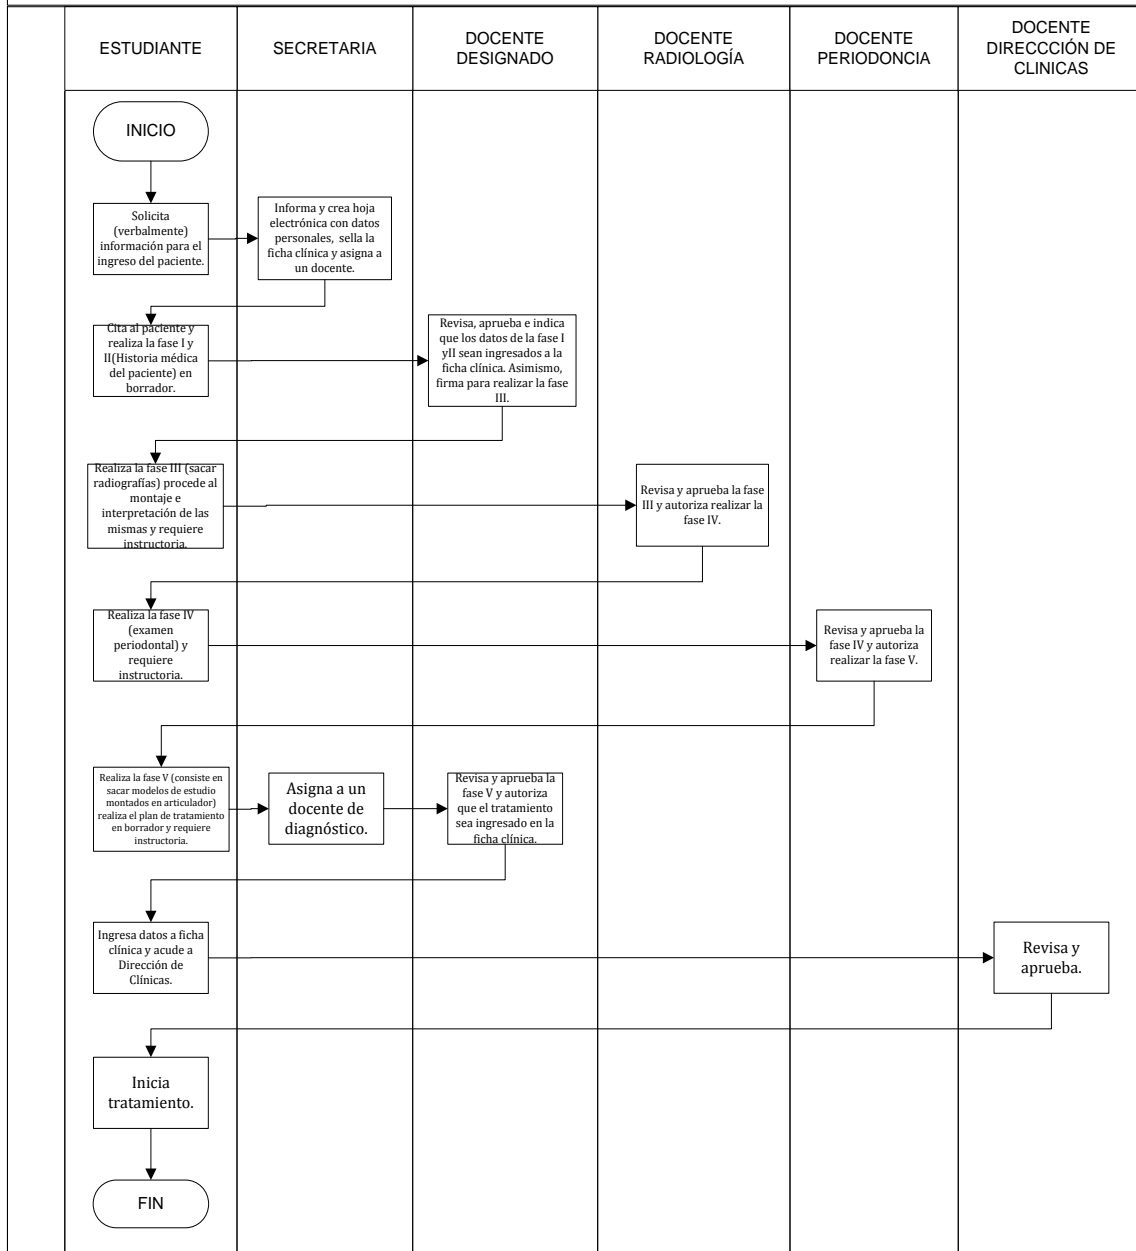 ESTUDIANTE
SECRETARIA
DOCENTE
DESIGNADO
DOCENTE
RADIOLOGÍA
DOCENTE
PERIODONCIA
DOCENTE
DIRECCCIÓN DE
CLINICAS
INICIO
Solicita
(verbalmente)
información para el
ingreso del paciente.
Informa y crea hoja
electrónica con datos
personales, sella la
ficha clínica y asigna a
un docente.
Cita al paciente y
realiza la fase I y
II(Historia médica
del paciente) en
borrador.
Revisa, aprueba e indica
que los datos de la fase I
yII sean ingresados a la
ficha clínica. Asimismo,
firma para realizar la fase
III.
Realiza la fase III (sacar
radiografías) procede al
montaje e
interpretación de las
mismas y requiere
instructoria.
Revisa y aprueba la fase
III y autoriza realizar la
fase IV.
Realiza la fase IV
(examen
periodontal) y
requiere
instructoria.
Revisa y aprueba la
fase IV y autoriza
realizar la fase V.
Realiza la fase V (consiste en
sacar modelos de estudio
montados en articulador)
realiza el plan de tratamiento
en borrador y requiere
instructoria.
Asigna a un
docente de
diagnóstico.
Revisa y aprueba la
fase V y autoriza
que el tratamiento
sea ingresado en la
ficha clínica.
Ingresa datos a ficha
clínica y acude a
Dirección de
Clínicas.
Revisa y
aprueba.
Inicia
tratamiento.
FIN